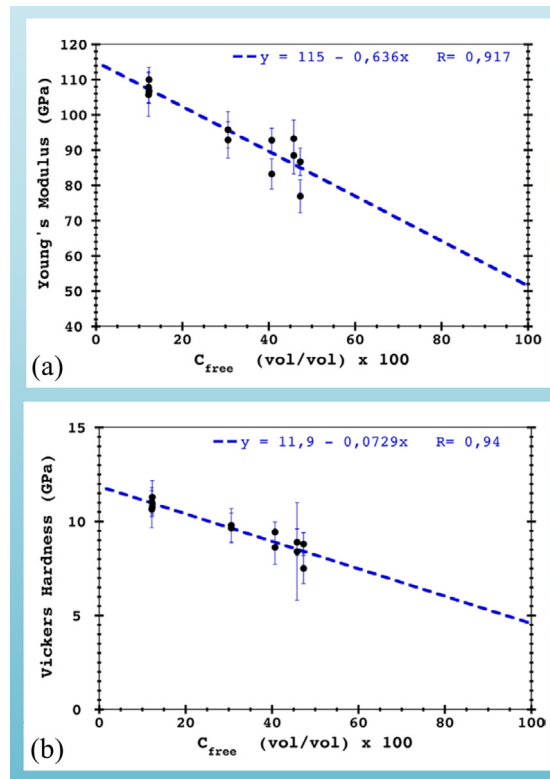 120
110
100
90
80
70
60
50
40
Young's Modulus (GPa)
y = 115 − 0,636x R= 0,917
0 20 40 60 80 100
C_free (vol/vol) x 100
(a)
15
10
5
0
Vickers Hardness (GPa)
y = 11,9 − 0,0729x R= 0,94
0 20 40 60 80 100
C_free (vol/vol) x 100
(b)